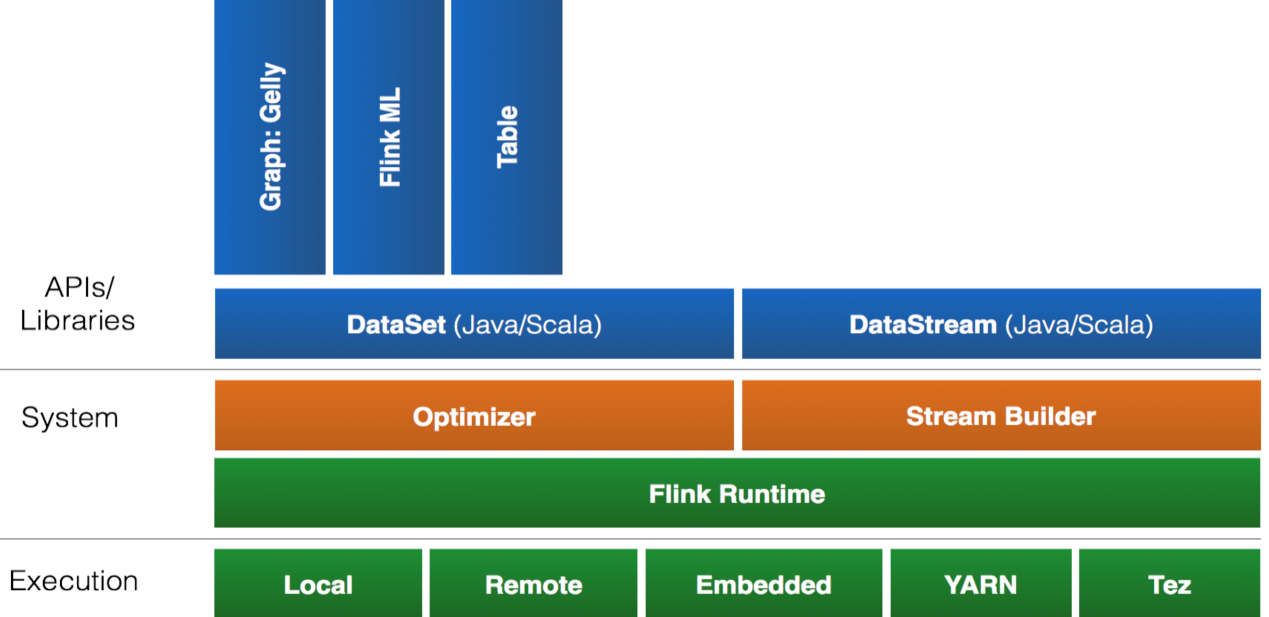 Graph: Gelly
Flink ML
Table
APIs/
Libraries
DataSet (Java/Scala)
DataStream (Java/Scala)
System
Optimizer
Stream Builder
Flink Runtime
Execution
Local
Remote
Embedded
YARN
Tez